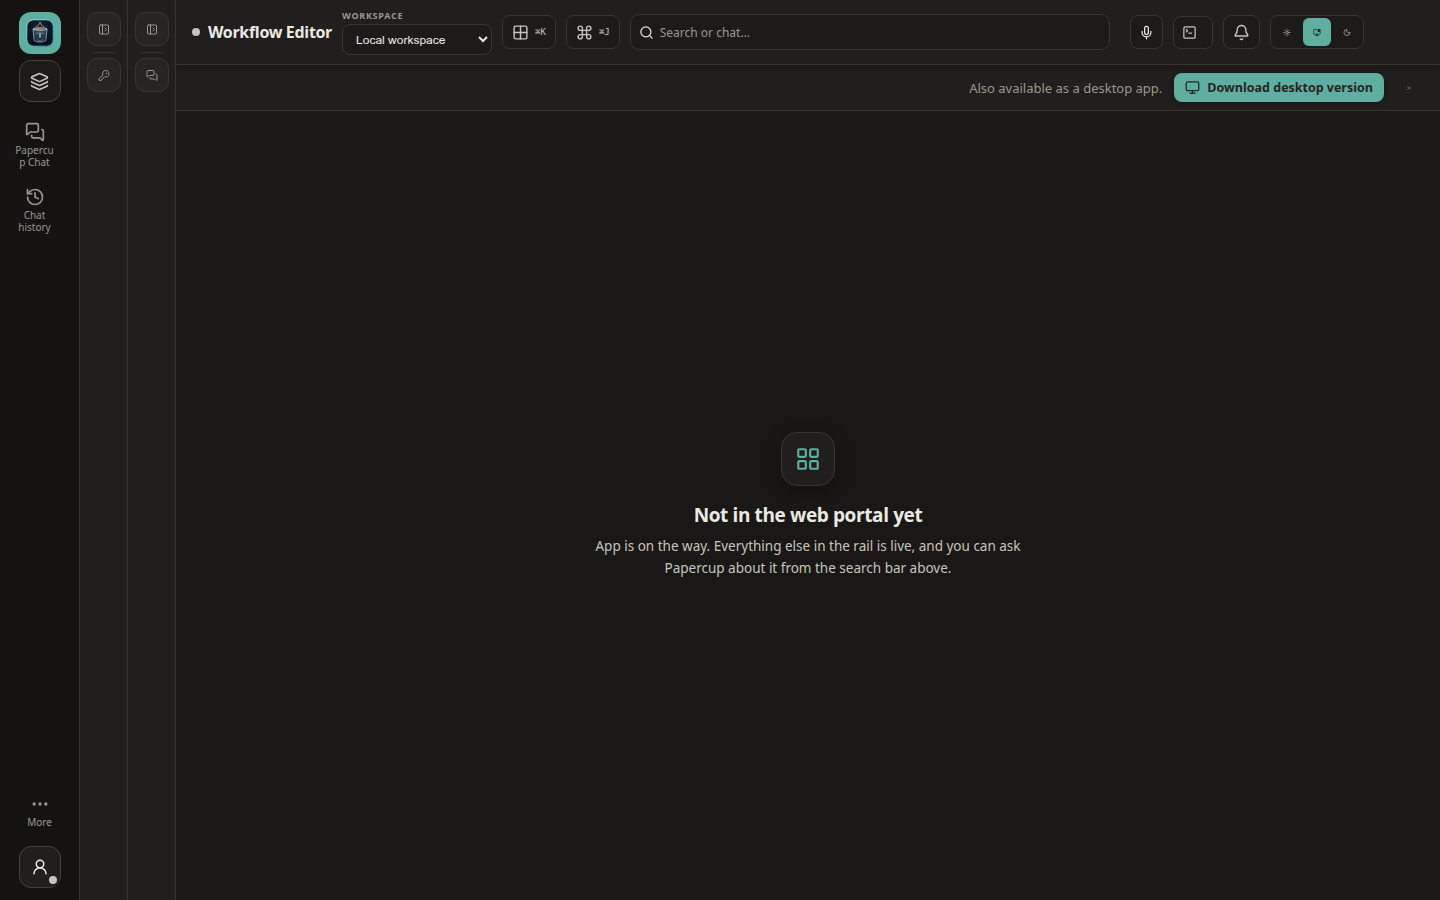 WORKSPACE
Workflow Editor
Local workspace
⌘K
⌘J
Search or chat...
Also available as a desktop app.
Download desktop version
Papercu
p Chat
Chat
history
Not in the web portal yet
App is on the way. Everything else in the rail is live, and you can ask
Papercup about it from the search bar above.
More